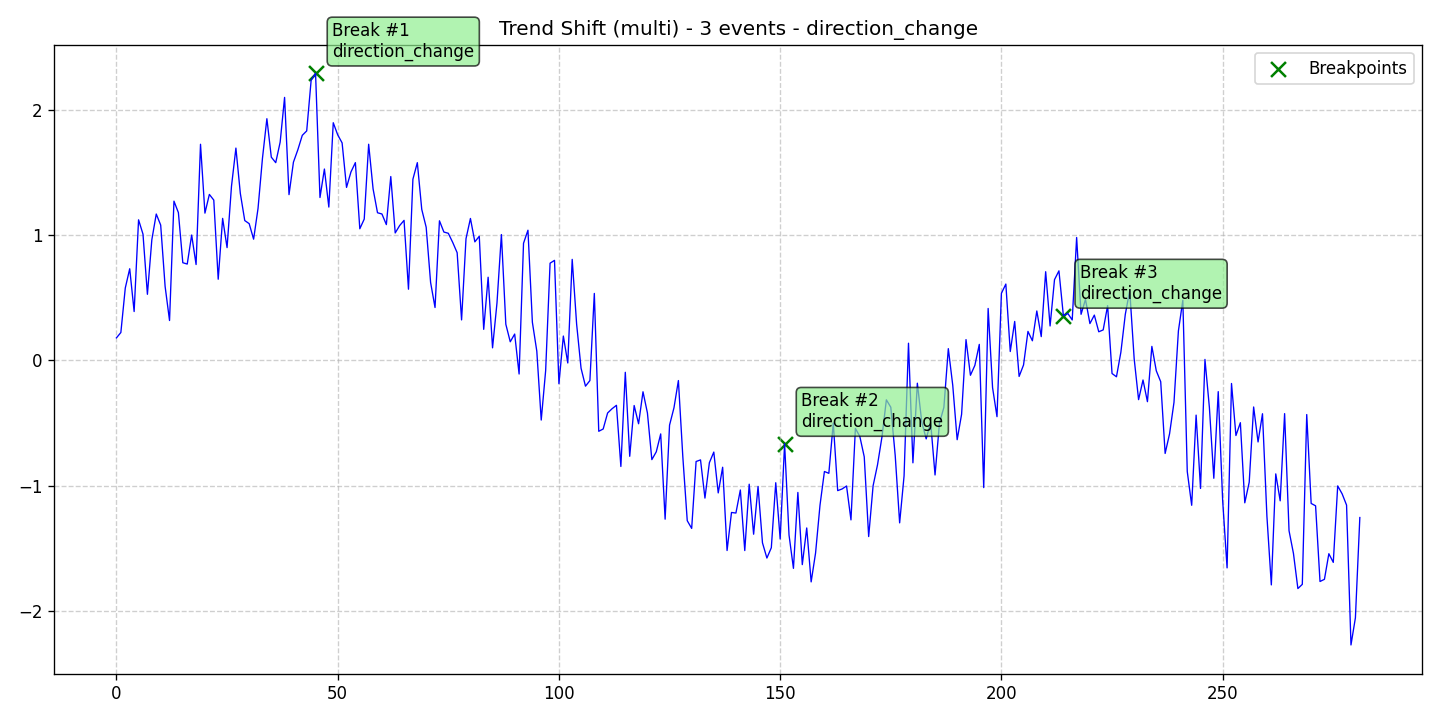 Trend Shift (multi) - 3 events - direction_change
Break #1
direction_change
Breakpoints
Break #3
direction_change
Break #2
direction_change
2
1
0
−1
−2
0
50
100
150
200
250